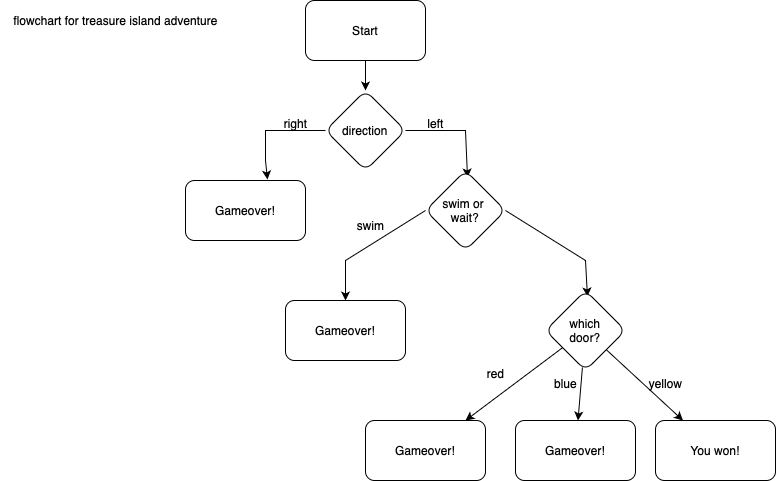 flowchart for treasure island adventure
Start
direction
right
left
Gameover!
swim or
wait?
swim
Gameover!
which
door?
red
blue
yellow
Gameover!
Gameover!
You won!